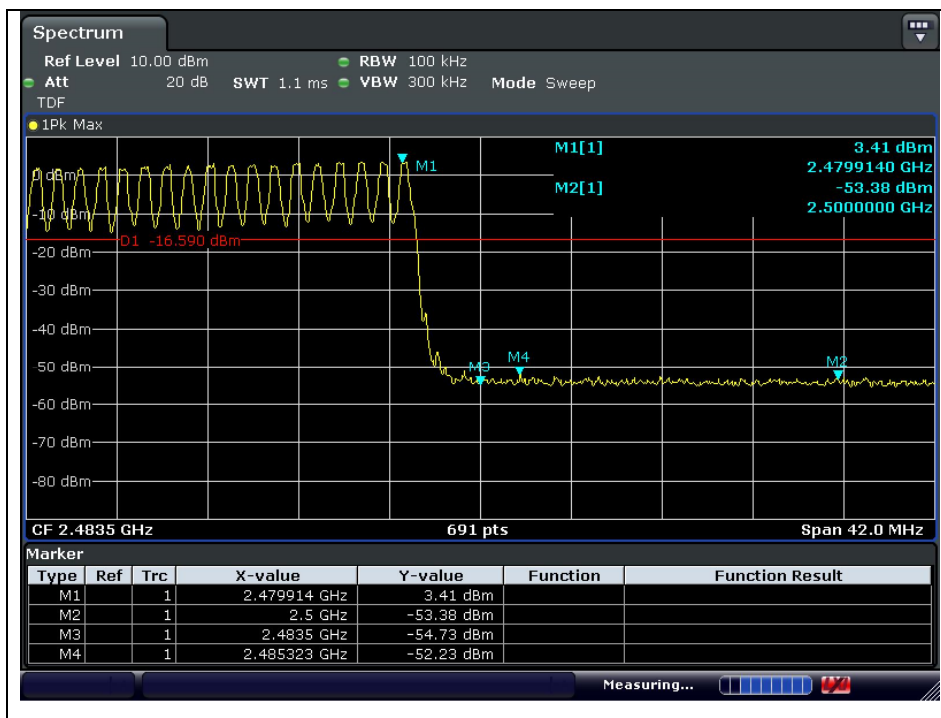 Spectrum
Ref Level 10.00 dBm RBW 100 kHz
Att 20 dB SWT 1.1 ms VBW 300 kHz Mode Sweep
TDF
1Pk Max
M1[1] 3.41 dBm
2.4799140 GHz
M2[1] -53.38 dBm
2.5000000 GHz
M1
0 dBm
-10 dBm
D1 -16.590 dBm
-20 dBm
-30 dBm
-40 dBm
-50 dBm
M3
M4
M2
-60 dBm
-70 dBm
-80 dBm
CF 2.4835 GHz 691 pts Span 42.0 MHz
Marker
Type Ref Trc X-value Y-value Function Function Result
M1 1 2.479914 GHz 3.41 dBm
M2 1 2.5 GHz -53.38 dBm
M3 1 2.4835 GHz -54.73 dBm
M4 1 2.485323 GHz -52.23 dBm
Measuring...